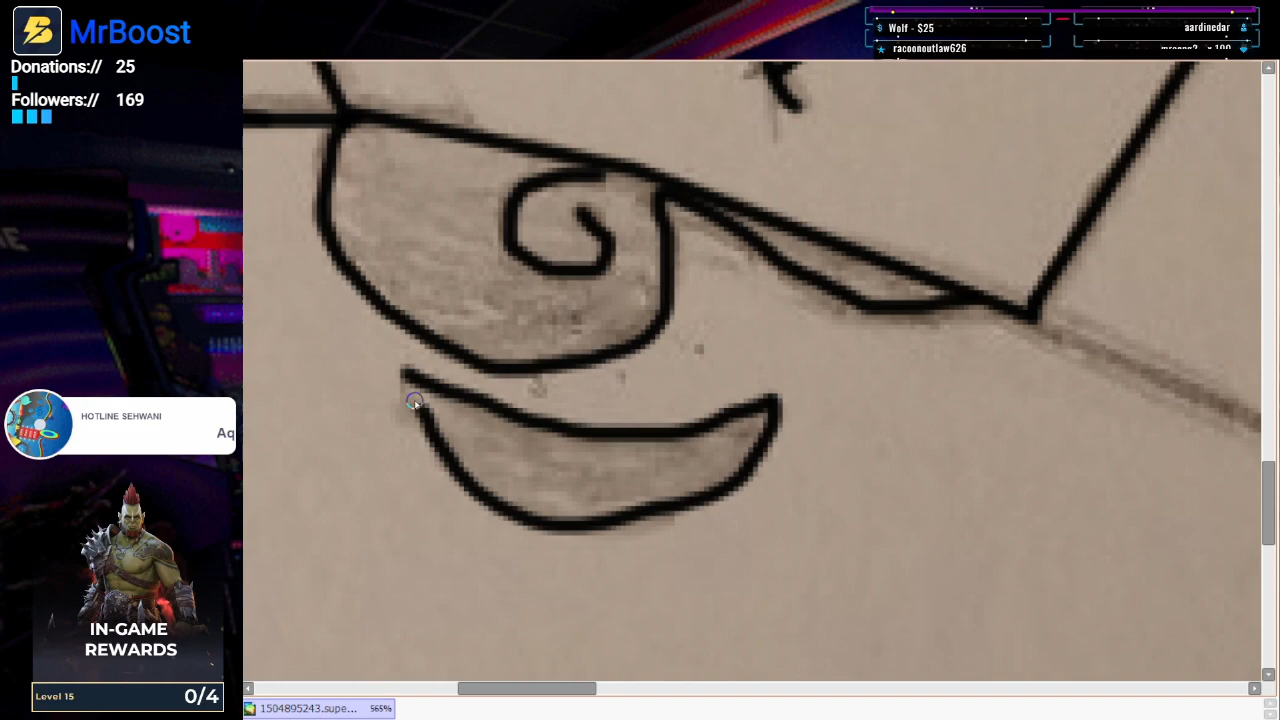 MrBoost
Donations:// 25
Followers:// 169
Wolf - $25
aardinedar
racoonoutlaw626
HOTLINE SEHWANI
Aq
IN-GAME
REWARDS
Level 15
0/4
1504895243.supe...
565%